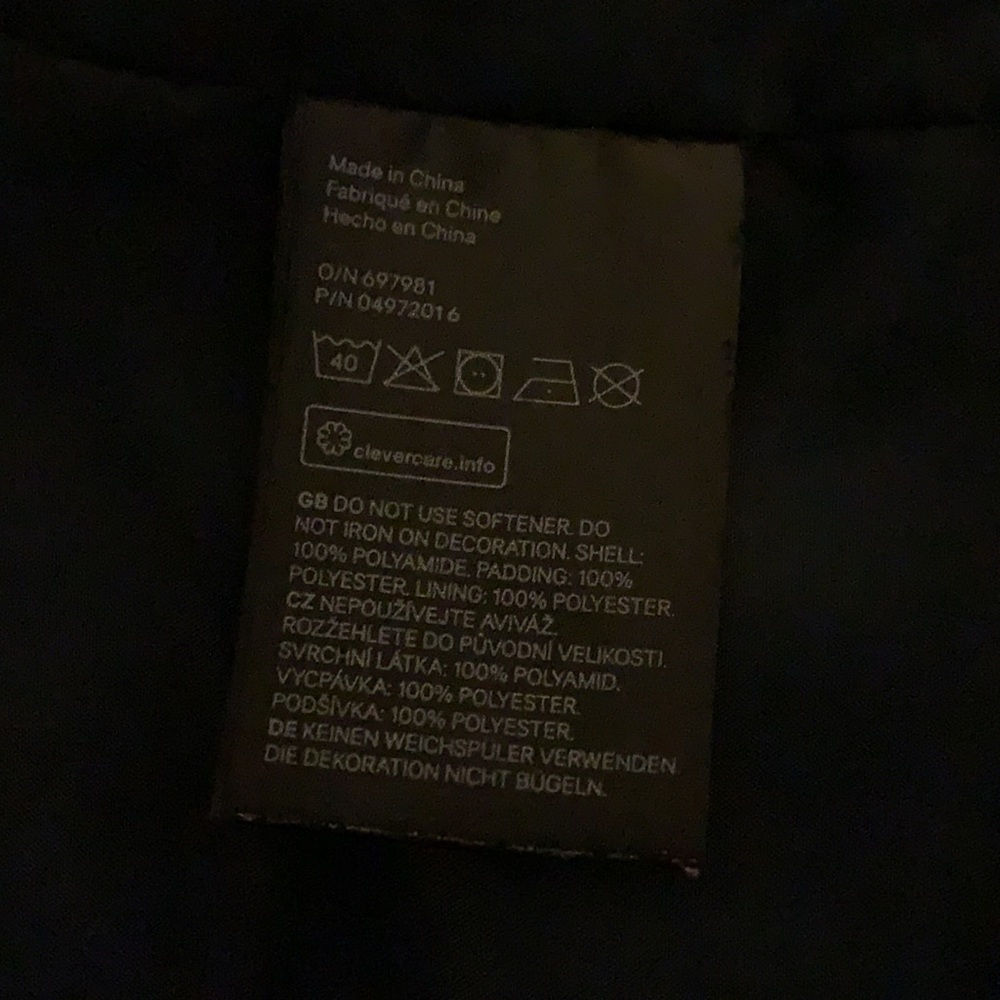 Made in China
Fabriqué en Chine
Hecho en China
O/N 697981
P/N 04972016
40
clevercare.info
GB DO NOT USE SOFTENER. DO
NOT IRON ON DECORATION. SHELL:
100% POLYAMIDE. PADDING: 100%
POLYESTER. LINING: 100% POLYESTER.
CZ NEPOUŽÍVEJTE AVIVÁŽ.
ROZŽEHLETE DO PŮVODNÍ VELIKOSTI.
SVRCHNÍ LÁTKA: 100% POLYAMID.
VYCPÁVKA: 100% POLYESTER.
PODŠÍVKA: 100% POLYESTER.
DE KEINEN WEICHSPÜLER VERWENDEN.
DIE DEKORATION NICHT BÜGELN.